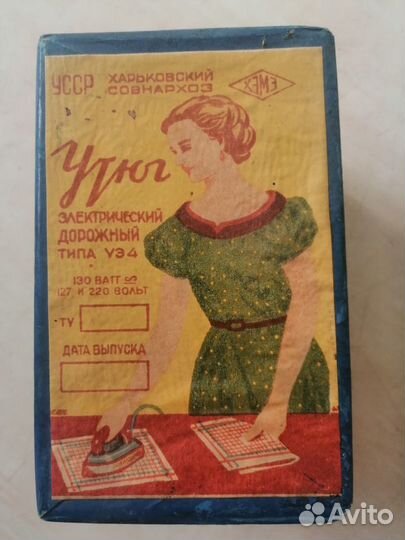 УССР ХАРЬКОВСКИЙ
СОВНАРХОЗ
ХЭМЗ
Утюг
ЭЛЕКТРИЧЕСКИЙ
ДОРОЖНЫЙ
ТИПА УЭ4
130 ВАТТ
127 И 220 ВОЛЬТ
ТУ
ДАТА ВЫПУСКА
Avito